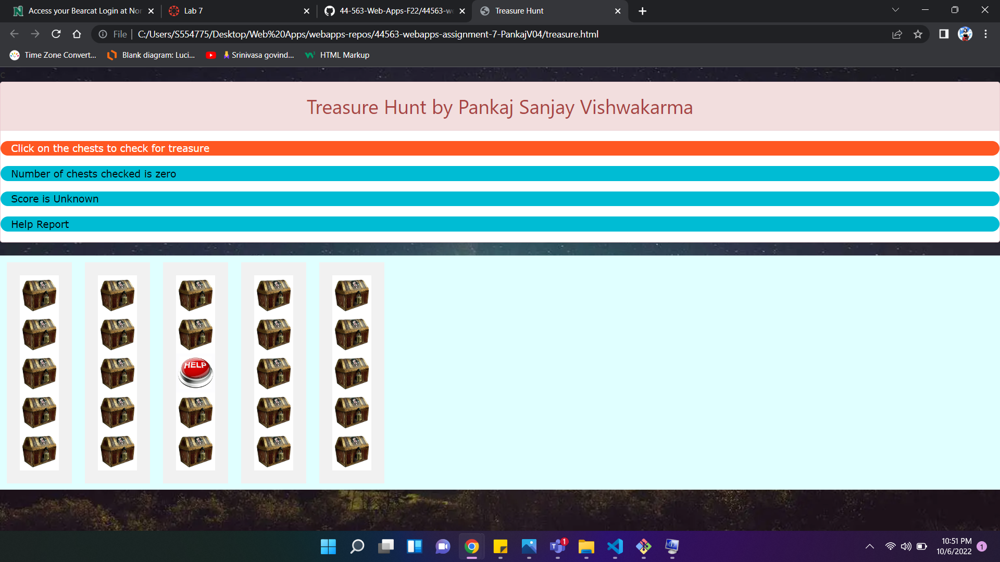 Access your Bearcat Login at Nor
Lab 7
44-563-Web-Apps-F22/44563-we
Treasure Hunt
File
C:/Users/S554775/Desktop/Web%20Apps/webapps-repos/44563-webapps-assignment-7-PankajV04/treasure.html
Time Zone Convert...
Blank diagram: Luci...
Srinivasa govind...
HTML Markup
c
Treasure Hunt by Pankaj Sanjay Vishwakarma
Click on the chests to check for treasure
Number of chests checked is zero
Score is Unknown
Help Report
HELP
1
10:51 PM
10/6/2022
1